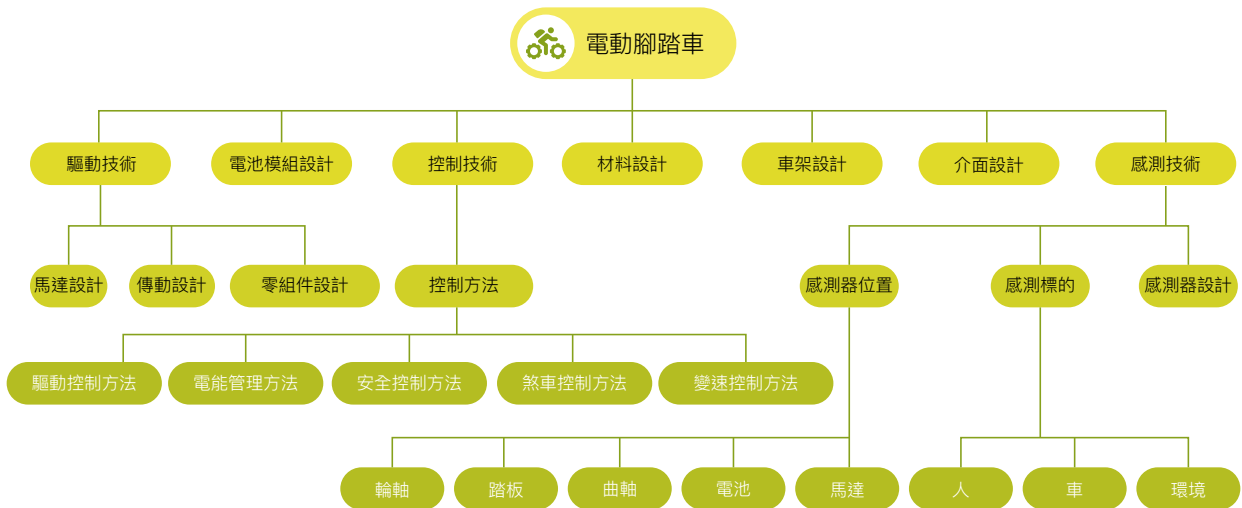 電動腳踏車
驅動技術
電池模組設計
控制技術
材料設計
車架設計
介面設計
感測技術
馬達設計
傳動設計
零組件設計
控制方法
感測器位置
感測標的
感測器設計
驅動控制方法
電能管理方法
安全控制方法
煞車控制方法
變速控制方法
輪軸
踏板
曲軸
電池
馬達
人
車
環境